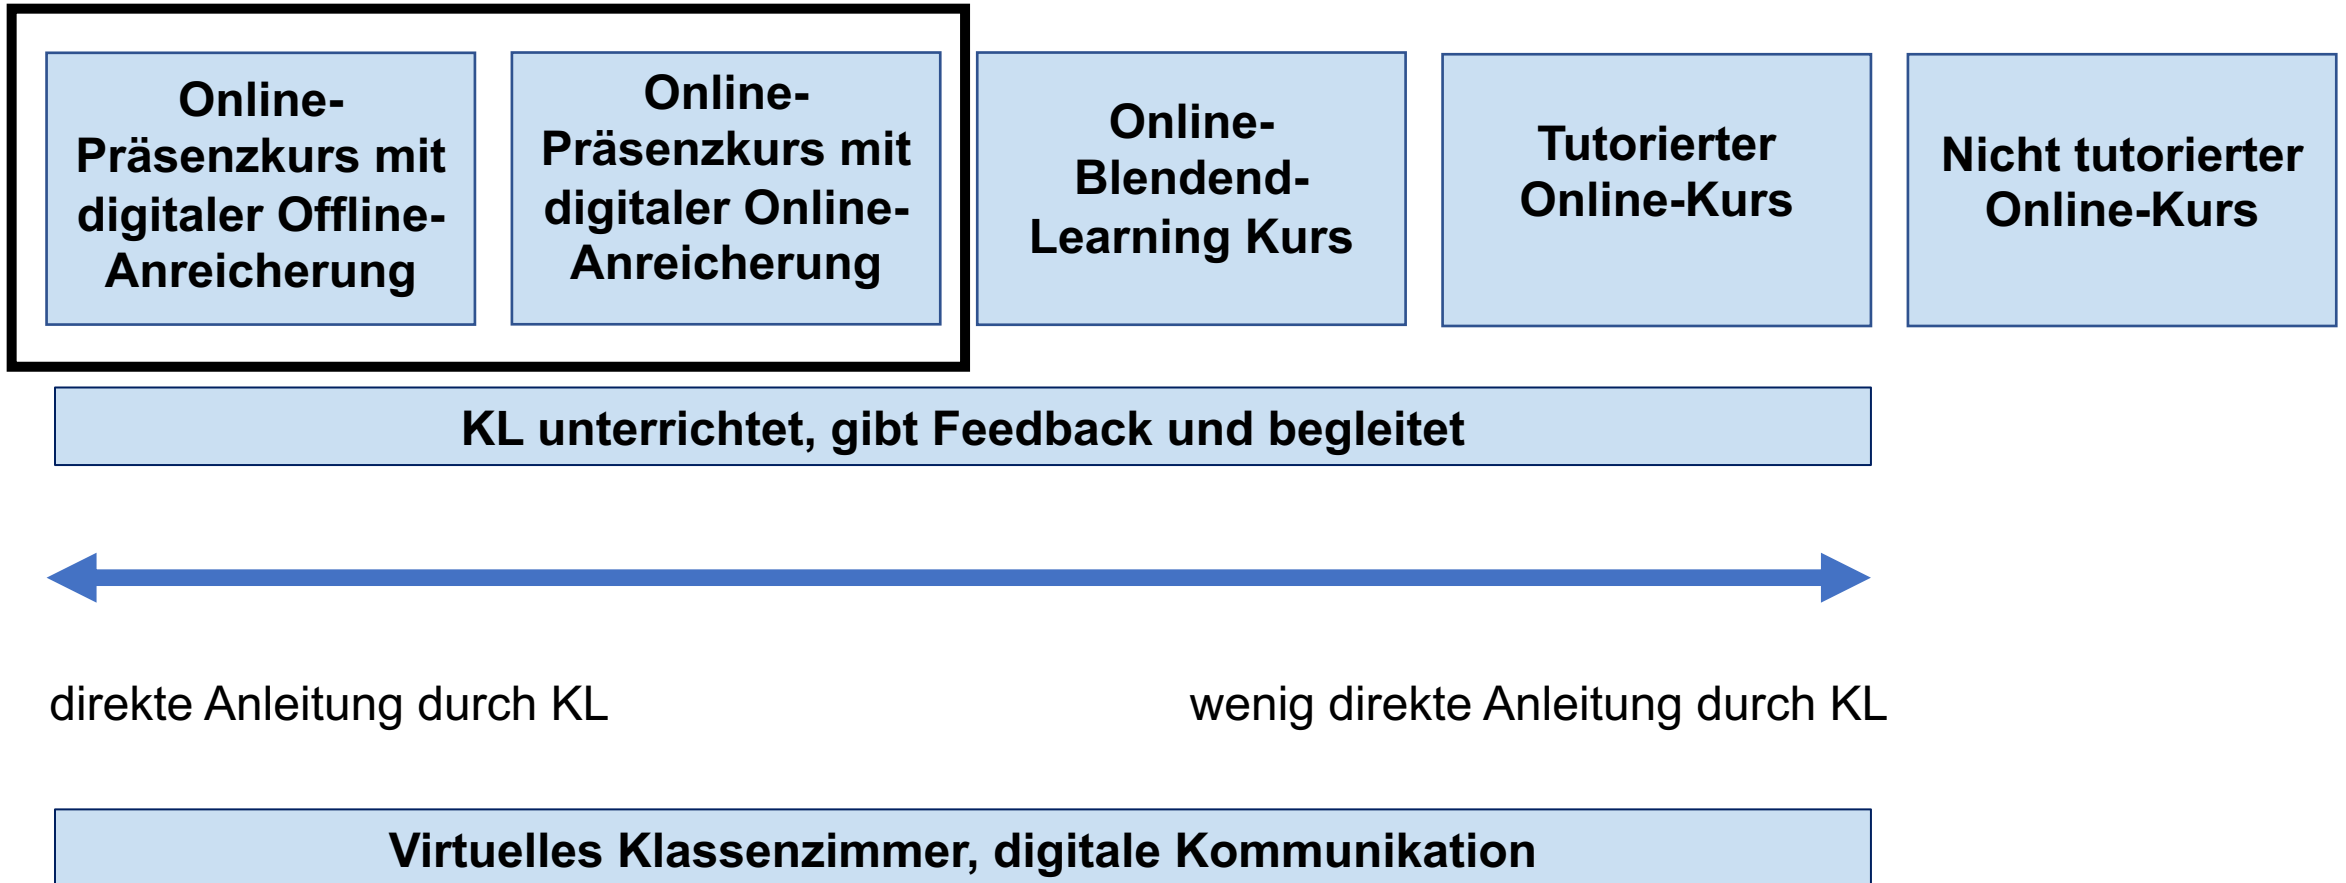 Online-
Präsenzkurs mit
digitaler Offline-
Anreicherung
Online-
Präsenzkurs mit
digitaler Online-
Anreicherung
Online-
Blendend-
Learning Kurs
Tutorierter
Online-Kurs
Nicht tutorierter
Online-Kurs
KL unterrichtet, gibt Feedback und begleitet
direkte Anleitung durch KL
wenig direkte Anleitung durch KL
Virtuelles Klassenzimmer, digitale Kommunikation